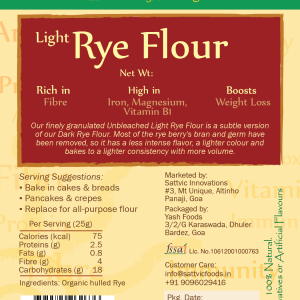 Light
Rye Flour
Net Wt:
Rich in
Fibre
High in
Iron, Magnesium,
Vitamin B1
Boosts
Weight Loss
Our finely granulated Unbleached Light Rye Flour is a subtle version
of our Dark Rye Flour. Most of the rye berry's bran and germ have
been removed, so it has a less intense flavor, a lighter colour and
bakes to a lighter consistency with more volume.
Serving Suggestions:
• Bake in cakes & breads
• Pancakes & crepes
• Replace for all-purpose flour
Per Serving (25g)
Calories (kcal) 75
Proteins (g) 2.5
Fats (g) 0.8
Fibre (g) 4
Carbohydrates (g) 18
Ingredients: Organic hulled Rye
Marketed by:
Sattvic Innovations
#3, Mt Unique, Altinho
Panaji, Goa
Packaged by:
Yash Foods
3/2/G Karaswada, Dhuler
Bardez, Goa
fssai Lic. No.10612001000763
Customer Care:
info@sattvicfoods.in
+91 9096029416
Pkg. Date:
100% Natural.
or Artificial Flavours